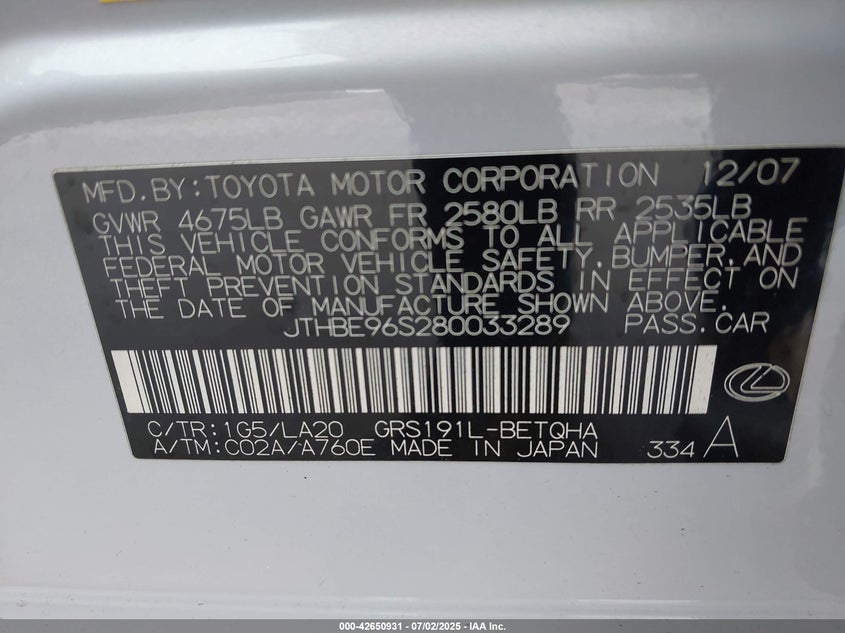 MFD. BY: TOYOTA MOTOR CORPORATION 12/07
GVWR 4675LB GAWR FR 2580LB RR 2535LB
THIS VEHICLE CONFORMS TO ALL APPLICABLE
FEDERAL MOTOR VEHICLE SAFETY, BUMPER, AND
THEFT PREVENTION STANDARDS IN EFFECT ON
THE DATE OF MANUFACTURE SHOWN ABOVE.
JTHBE96S280033289 PASS. CAR
C/TR: 1G5/LA20 GRS191L-BETQHA
A/TM: C02A/A760E MADE IN JAPAN 334 A
000-42650931 - 07/02/2025 - IAA Inc.